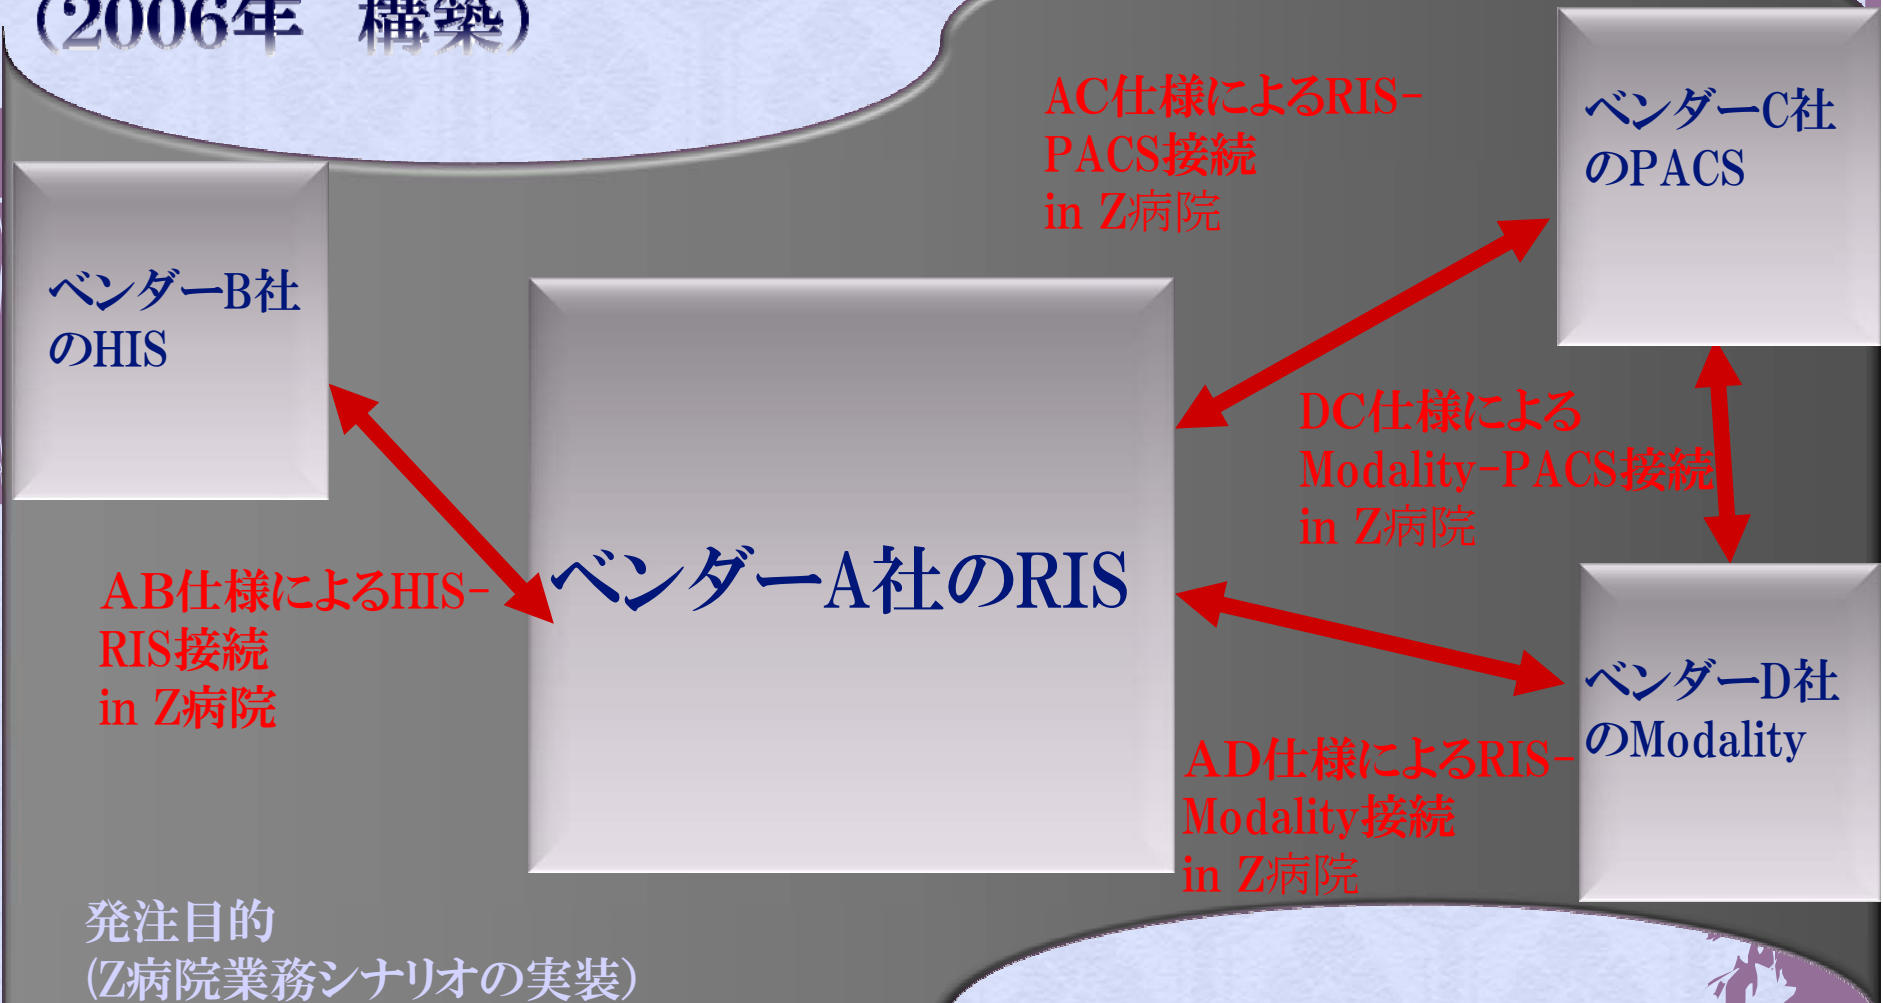 （2006年　構築）
AC仕様によるRIS-
PACS接続
in Z病院
ベンダーC社
のPACS
ベンダーB社
のHIS
DC仕様による
Modality-PACS接続
in Z病院
ベンダーA社のRIS
AB仕様によるHIS-
RIS接続
in Z病院
ベンダーD社
のModality
AD仕様によるRIS-
Modality接続
in Z病院
発注目的
(Z病院業務シナリオの実装）